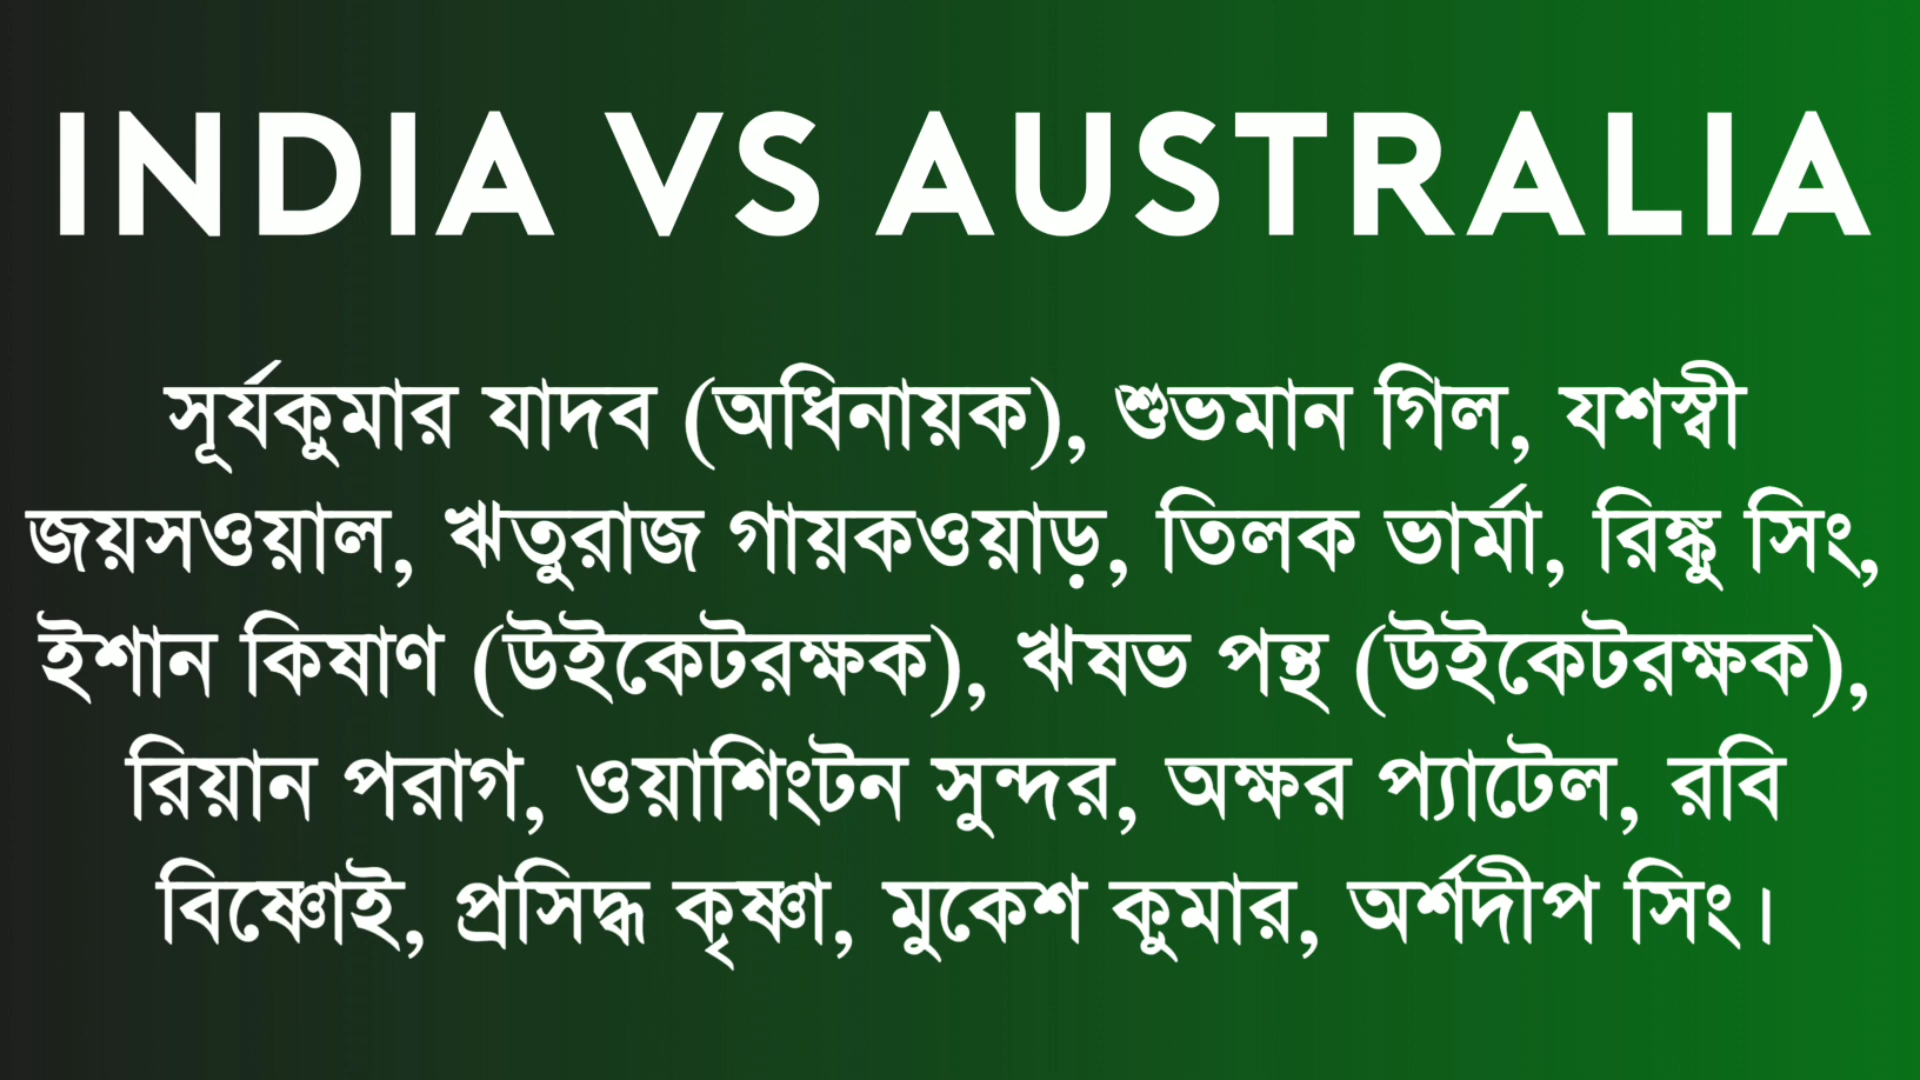 INDIA VS AUSTRALIA
সূর্যকুমার যাদব (অধিনায়ক), শুভমান গিল, যশস্বী
জয়সওয়াল, ঋতুরাজ গায়কওয়াড়, তিলক ভার্মা, রিঙ্কু সিং,
ইশান কিষাণ (উইকেটরক্ষক), ঋষভ পন্থ (উইকেটরক্ষক),
রিয়ান পরাগ, ওয়াশিংটন সুন্দর, অক্ষর প্যাটেল, রবি
বিষ্ণোই, প্রসিদ্ধ কৃষ্ণা, মুকেশ কুমার, অর্শদীপ সিং।